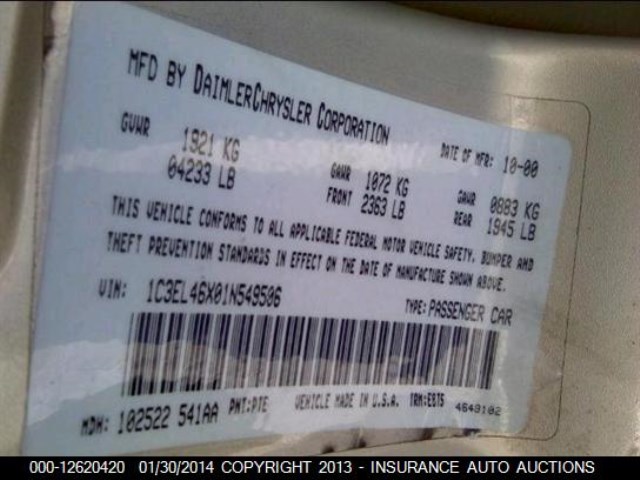 MFD BY DAIMLERCHRYSLER CORPORATION
DATE OF MFR: 10-00
GVWR 1921 KG 04233 LB
GAWR FRONT 1072 KG 2363 LB
GAWR REAR 0883 KG 1945 LB
THIS VEHICLE CONFORMS TO ALL APPLICABLE FEDERAL MOTOR VEHICLE SAFETY, BUMPER AND
THEFT PREVENTION STANDARDS IN EFFECT ON THE DATE OF MANUFACTURE SHOWN ABOVE.
VIN: 1C3EL46X01N549506 TYPE: PASSENGER CAR
MDH: 102522 541AA PNT:PTE VEHICLE MADE IN U.S.A. TRM:EBT5 4648102
000-12620420 01/30/2014 COPYRIGHT 2013 - INSURANCE AUTO AUCTIONS